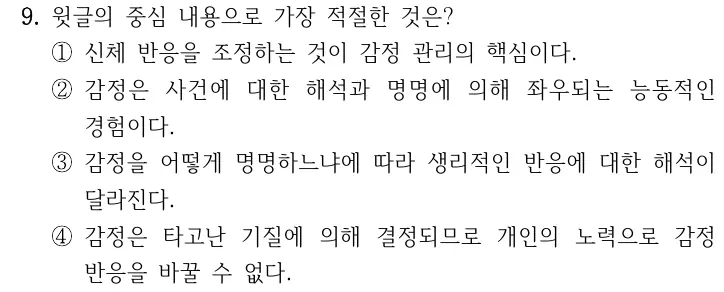 9. 윗글의 중심 내용으로 가장 적절한 것은?
① 신체 반응을 조정하는 것이 감정 관리의 핵심이다.
② 감정은 사건에 대한 해석과 명명에 의해 좌우되는 능동적인
경험이다.
③ 감정을 어떻게 명명하느냐에 따라 생리적인 반응에 대한 해석이
달라진다.
④ 감정은 타고난 기질에 의해 결정되므로 개인의 노력으로 감정
반응을 바꿀 수 없다.